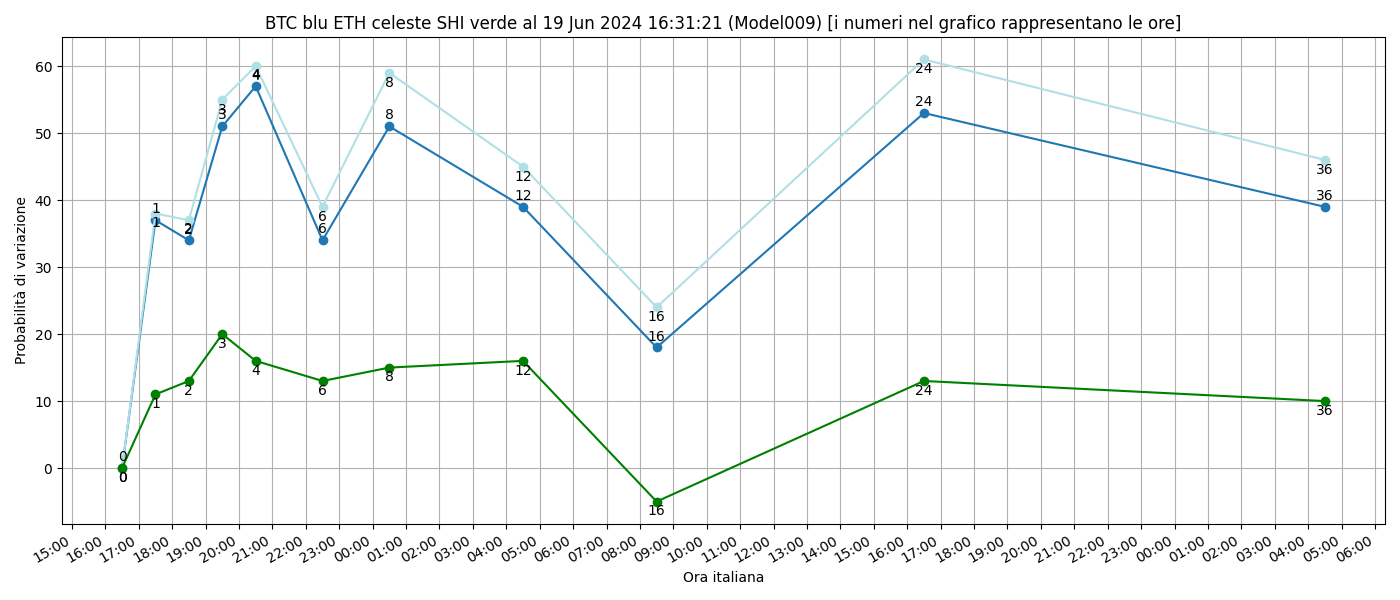 BTC blu ETH celeste SHI verde al 19 Jun 2024 16:31:21 (Model009) [i numeri nel grafico rappresentano le ore]
Probabilità di variazione
60
50
40
30
20
10
0
0 1 2 3 4 6 8 12 16 24 36
0 1 2 3 4 6 8 12 16 24 36
0 1 2 3 4 6 8 12 16 24 36
15:00 16:00 17:00 18:00 19:00 20:00 21:00 22:00 23:00 00:00 01:00 02:00 03:00 04:00 05:00 06:00 07:00 08:00 09:00 10:00 11:00 12:00 13:00 14:00 15:00 16:00 17:00 18:00 19:00 20:00 21:00 22:00 23:00 00:00 01:00 02:00 03:00 04:00 05:00 06:00
Ora italiana